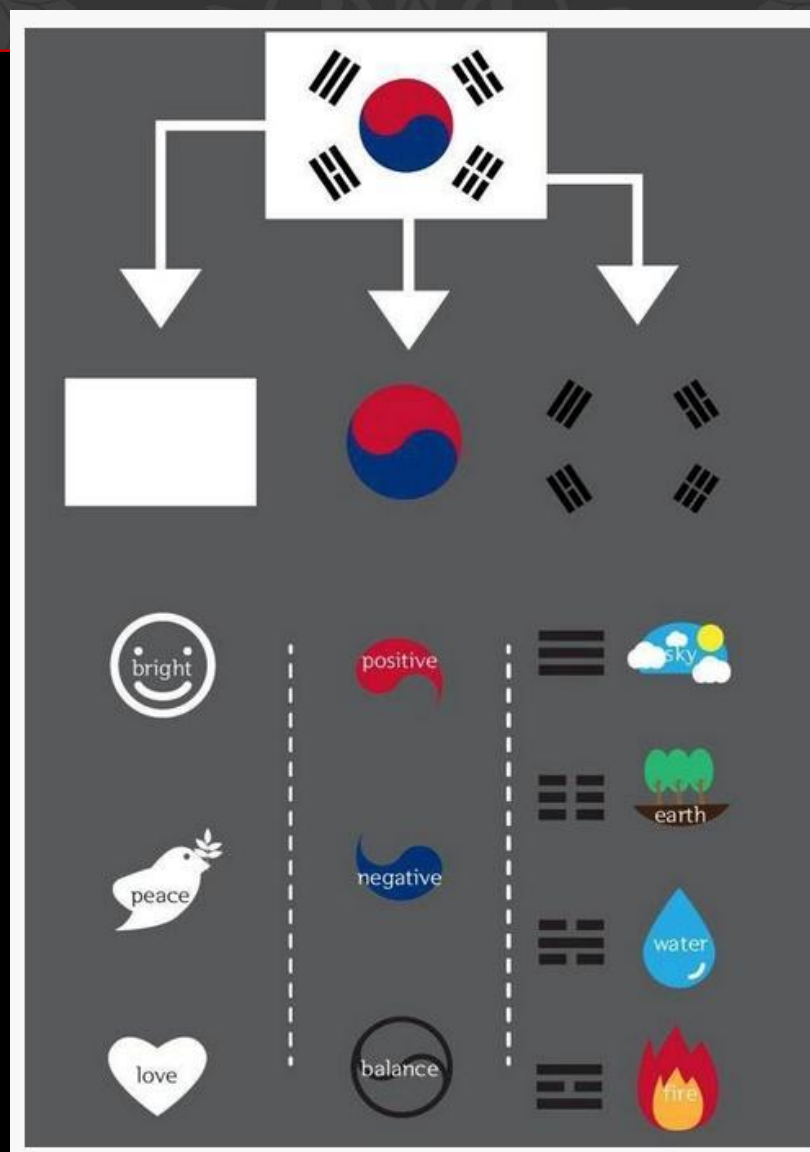 bright
peace
love
positive
negative
balance
sky
earth
water
fire